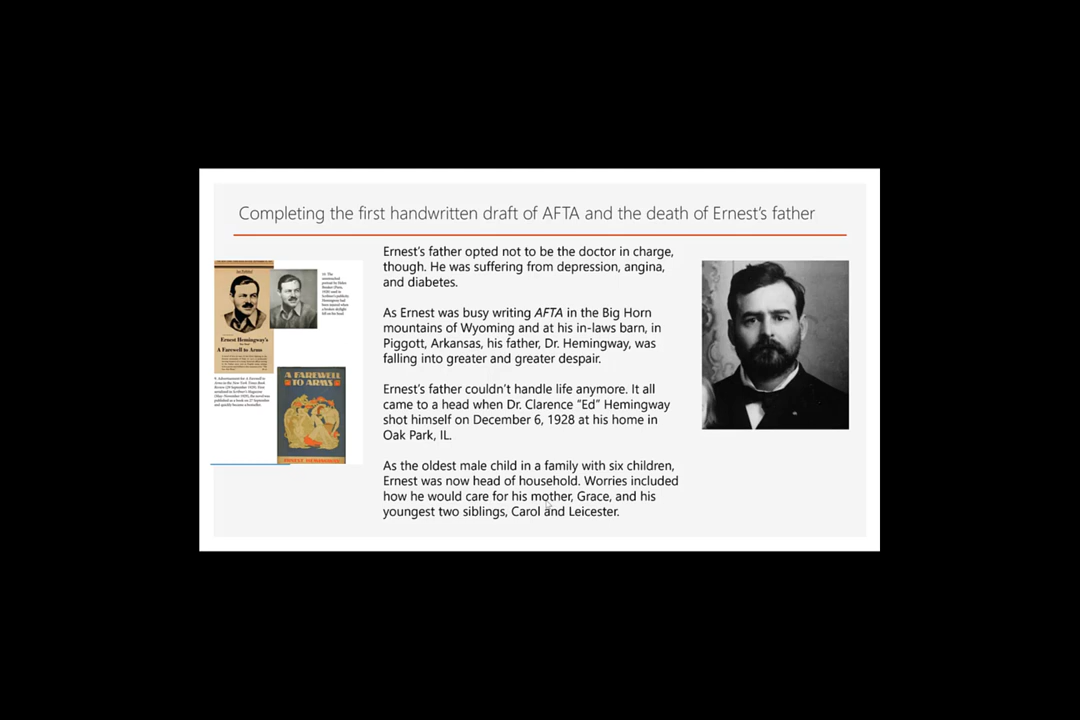 Completing the first handwritten draft of AFTA and the death of Ernest's father
Ernest Hemingway's
A Farewell to Arms
A FAREWELL
TO ARMS
ERNEST HEMINGWAY
Ernest's father opted not to be the doctor in charge,
though. He was suffering from depression, angina,
and diabetes.
As Ernest was busy writing AFTA in the Big Horn
mountains of Wyoming and at his in-laws barn, in
Piggott, Arkansas, his father, Dr. Hemingway, was
falling into greater and greater despair.
Ernest's father couldn't handle life anymore. It all
came to a head when Dr. Clarence "Ed" Hemingway
shot himself on December 6, 1928 at his home in
Oak Park, IL.
As the oldest male child in a family with six children,
Ernest was now head of household. Worries included
how he would care for his mother, Grace, and his
youngest two siblings, Carol and Leicester.